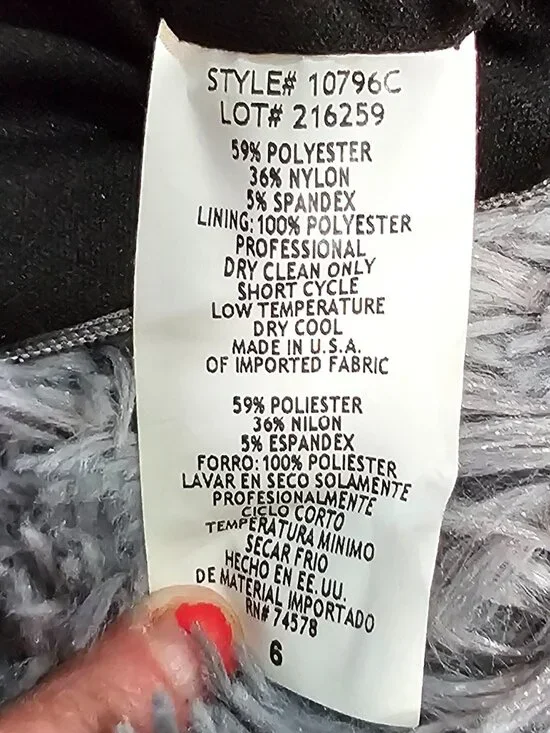 STYLE# 10796C
LOT# 216259
59% POLYESTER
36% NYLON
5% SPANDEX
LINING: 100% POLYESTER
PROFESSIONAL
DRY CLEAN ONLY
SHORT CYCLE
LOW TEMPERATURE
DRY COOL
MADE IN U.S.A.
OF IMPORTED FABRIC
59% POLIESTER
36% NILON
5% ESPANDEX
FORRO: 100% POLIESTER
LAVAR EN SECO SOLAMENTE
PROFESIONALMENTE
CICLO CORTO
TEMPERATURA MINIMO
SECAR FRIO
HECHO EN EE.UU.
DE MATERIAL IMPORTADO
RN# 74578
6